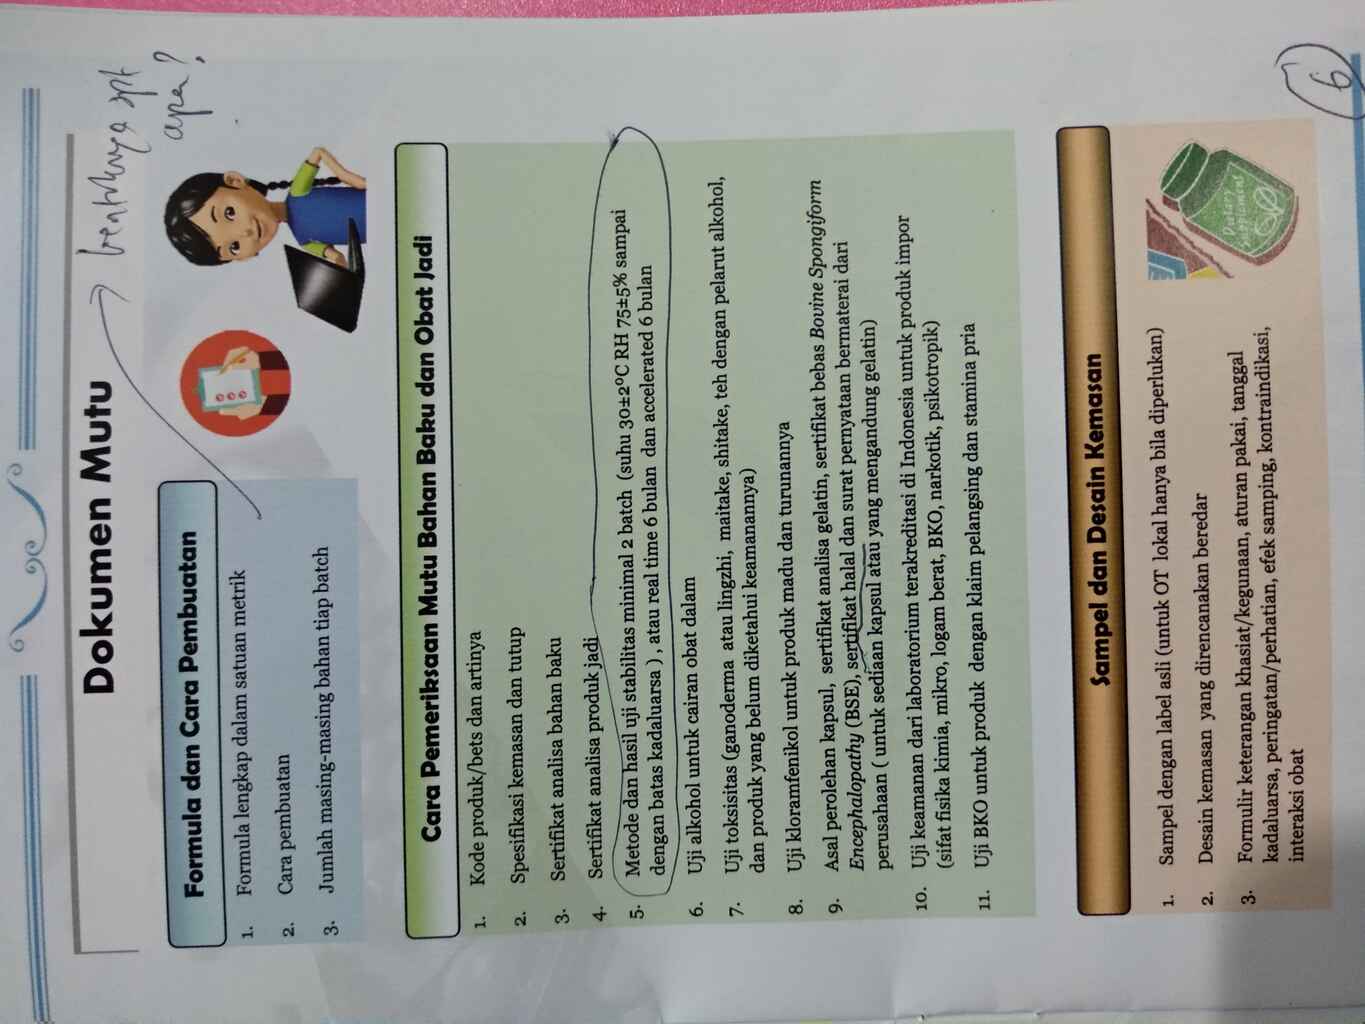 Dokumen Mutu
bentuknya spt
apa?
Formula dan Cara Pembuatan
1. Formula lengkap dalam satuan metrik
2. Cara pembuatan
3. Jumlah masing-masing bahan tiap batch
Cara Pemeriksaan Mutu Bahan Baku dan Obat Jadi
1. Kode produk/bets dan artinya
2. Spesifikasi kemasan dan tutup
3. Sertifikat analisa bahan baku
4. Sertifikat analisa produk jadi
5. Metode dan hasil uji stabilitas minimal 2 batch (suhu 30±2ºC RH 75±5% sampai
dengan batas kadaluarsa ) , atau real time 6 bulan dan accelerated 6 bulan
6. Uji alkohol untuk cairan obat dalam
7. Uji toksisitas (ganoderma atau lingzhi, maitake, shitake, teh dengan pelarut alkohol,
dan produk yang belum diketahui keamanannya)
8. Uji kloramfenikol untuk produk madu dan turunannya
9. Asal perolehan kapsul, sertifikat analisa gelatin, sertifikat bebas Bovine Spongiform
Encephalopathy (BSE), sertifikat halal dan surat pernyataan bermaterai dari
perusahaan ( untuk sediaan kapsul atau yang mengandung gelatin)
10. Uji keamanan dari laboratorium terakreditasi di Indonesia untuk produk impor
(sifat fisika kimia, mikro, logam berat, BKO, narkotik, psikotropik)
11. Uji BKO untuk produk dengan klaim pelangsing dan stamina pria
Sampel dan Desain Kemasan
1. Sampel dengan label asli (untuk OT lokal hanya bila diperlukan)
2. Desain kemasan yang direncanakan beredar
3. Formulir keterangan khasiat/kegunaan, aturan pakai, tanggal
kadaluarsa, peringatan/perhatian, efek samping, kontraindikasi,
interaksi obat
Dietary
Supplement
6